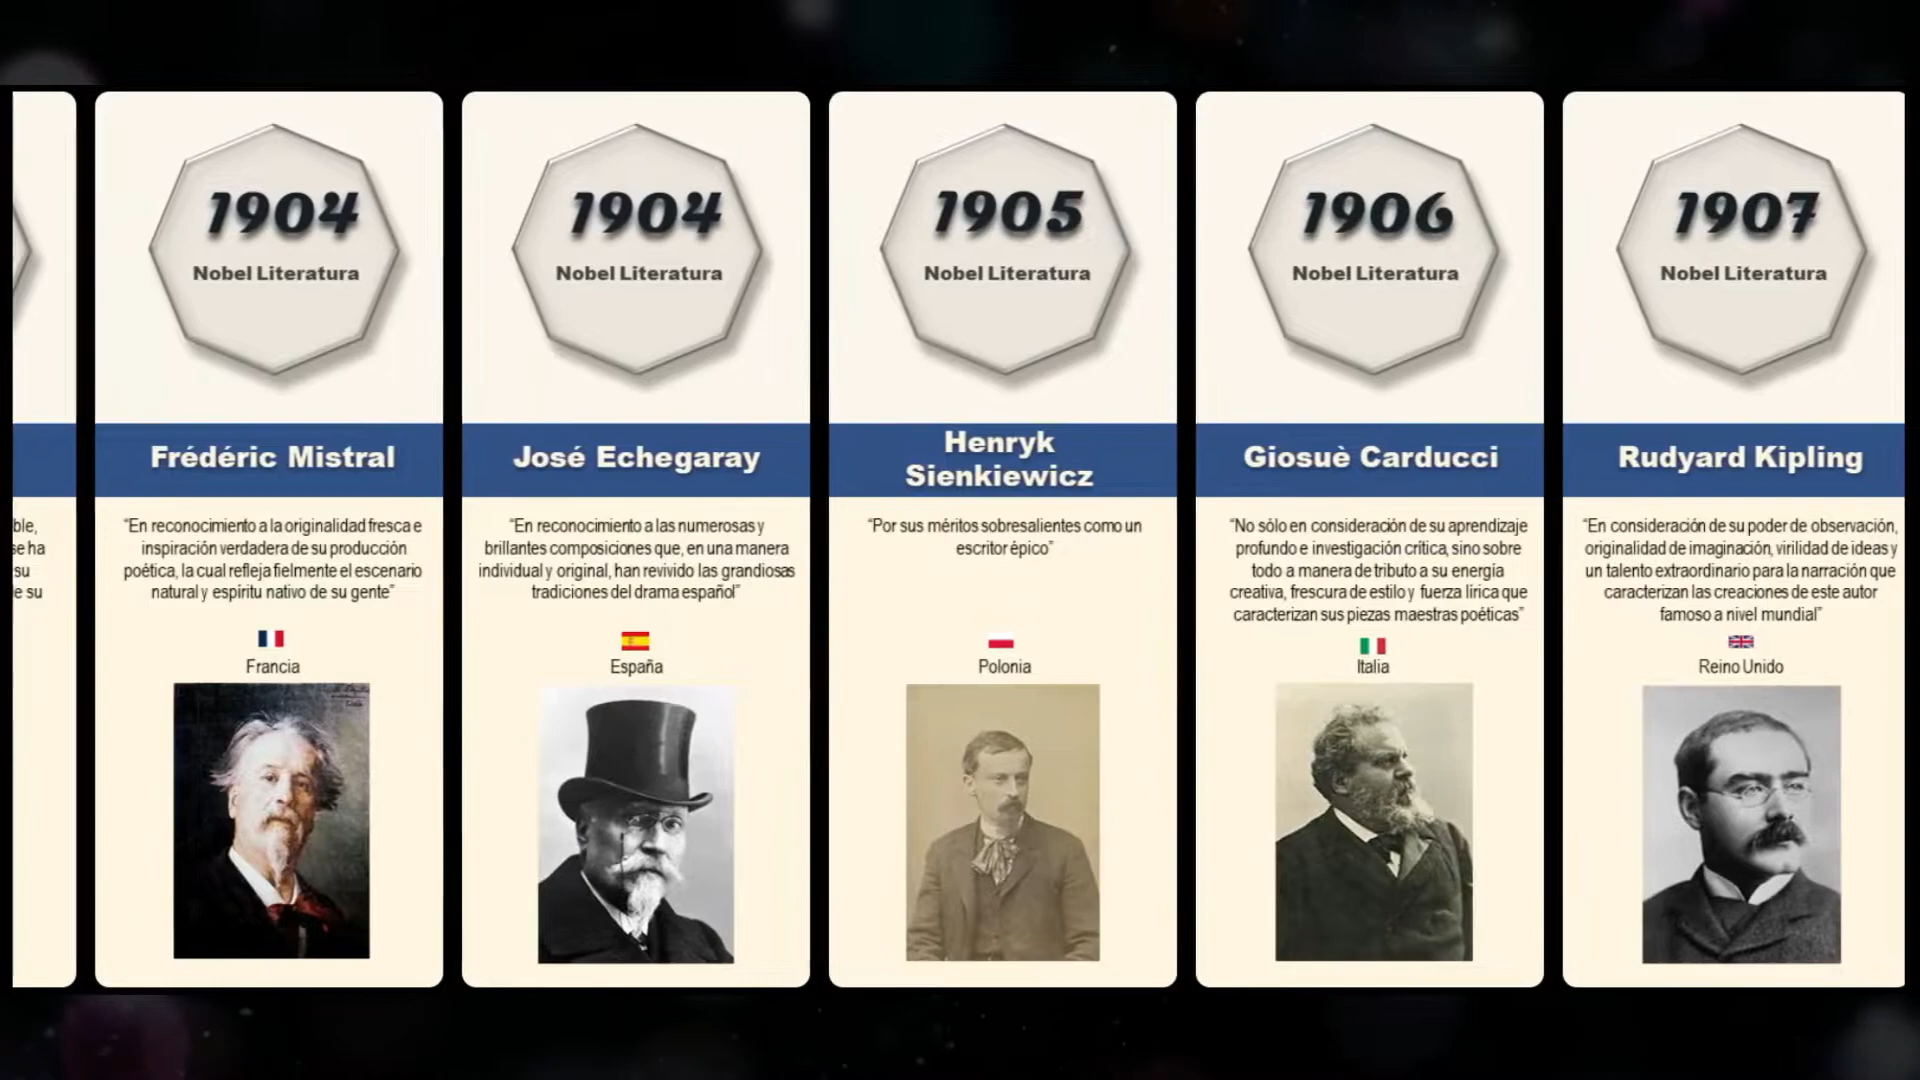 ble,
se ha
su
e su
1904
Nobel Literatura
Frédéric Mistral
“En reconocimiento a la originalidad fresca e
inspiración verdadera de su producción
poética, la cual refleja fielmente el escenario
natural y espíritu nativo de su gente”
Francia
1904
Nobel Literatura
José Echegaray
“En reconocimiento a las numerosas y
brillantes composiciones que, en una manera
individual y original, han revivido las grandiosas
tradiciones del drama español”
España
1905
Nobel Literatura
Henryk
Sienkiewicz
“Por sus méritos sobresalientes como un
escritor épico”
Polonia
1906
Nobel Literatura
Giosuè Carducci
“No sólo en consideración de su aprendizaje
profundo e investigación crítica, sino sobre
todo a manera de tributo a su energía
creativa, frescura de estilo y fuerza lírica que
caracterizan sus piezas maestras poéticas”
Italia
1907
Nobel Literatura
Rudyard Kipling
“En consideración de su poder de observación,
originalidad de imaginación, virilidad de ideas y
un talento extraordinario para la narración que
caracterizan las creaciones de este autor
famoso a nivel mundial”
Reino Unido